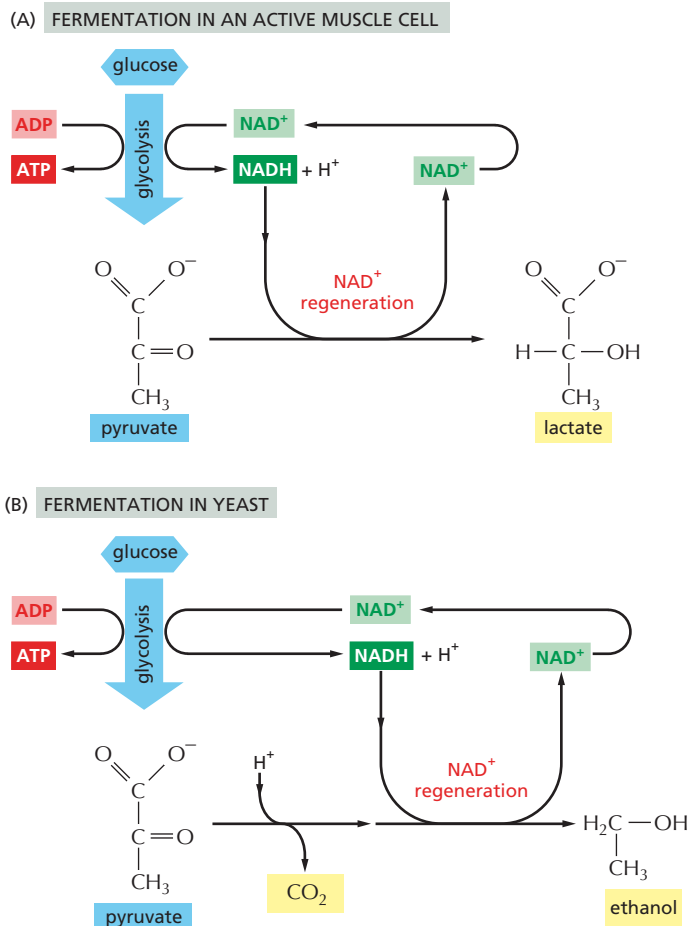 (A) FERMENTATION IN AN ACTIVE MUSCLE CELL
glucose
ADP
NAD⁺
NAD⁺
ATP
glycolysis
NADH + H⁺
O O⁻
C
C=O
CH₃
pyruvate
NAD⁺
regeneration
O O⁻
C
H–C–OH
CH₃
lactate
(B) FERMENTATION IN YEAST
glucose
ADP
NAD⁺
ATP
glycolysis
NADH + H⁺
NAD⁺
O O⁻
C
C=O
CH₃
pyruvate
H⁺
CO₂
NAD⁺
regeneration
H₂C–OH
CH₃
ethanol